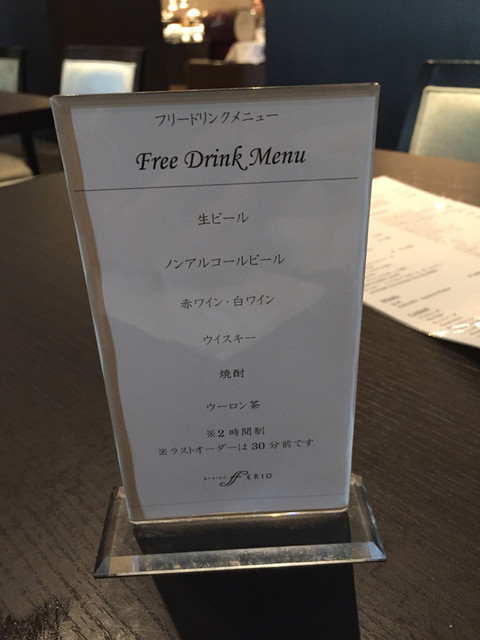 フリードリンクメニュー
Free Drink Menu
生ビール
ノンアルコールビール
赤ワイン・白ワイン
ウイスキー
焼酎
ウーロン茶
※2時間制
※ラストオーダーは30分前です
ERIO